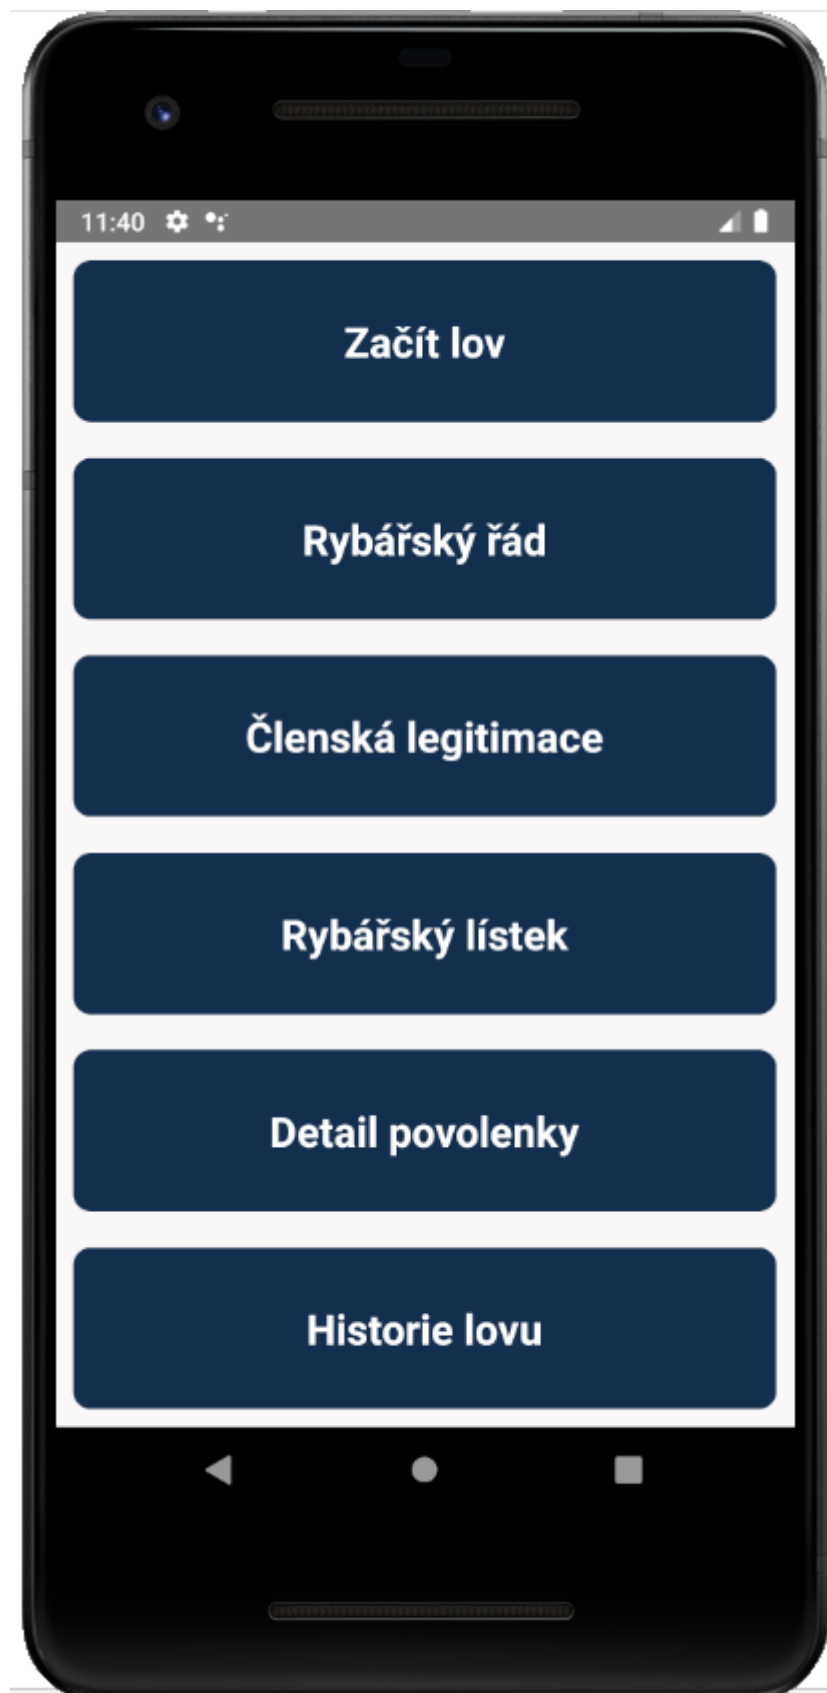 11:40
Začít lov
Rybářský řád
Členská legitimace
Rybářský lístek
Detail povolenky
Historie lovu